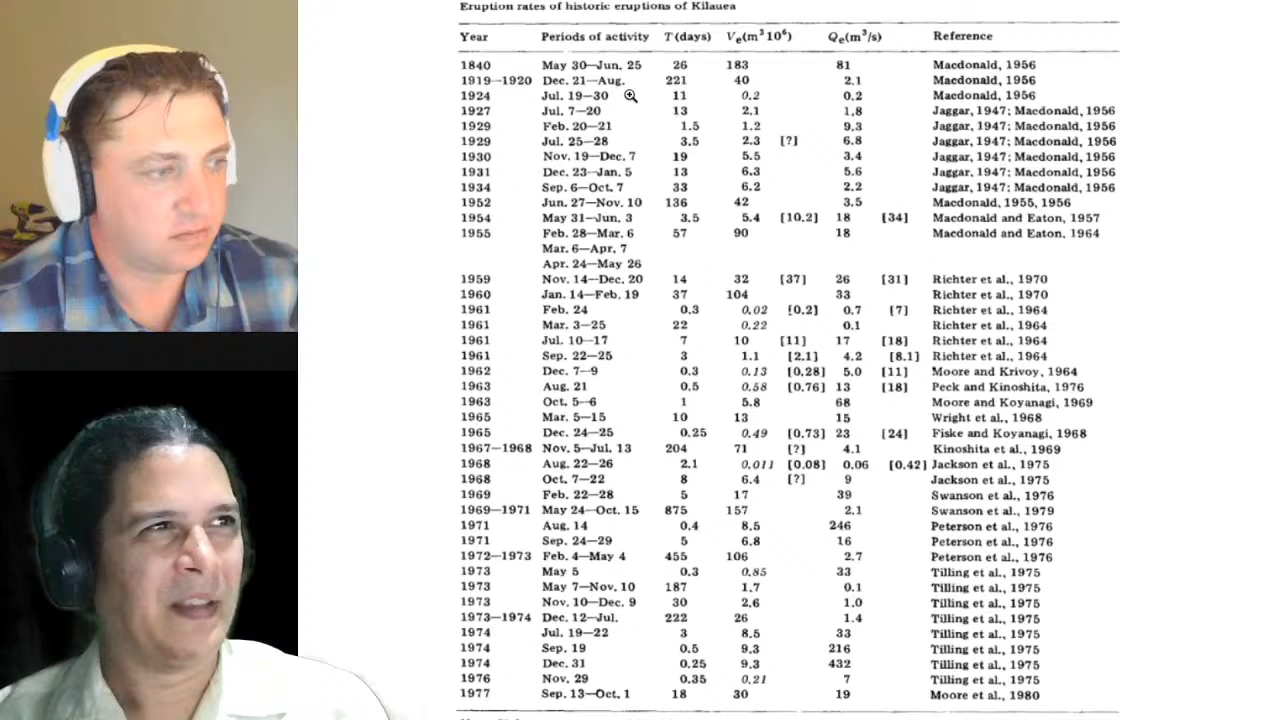 Eruption rates of historic eruptions of Kilauea
Year Periods of activity T (days) Ve(m³ 10⁶) Qe(m³/s) Reference
1840 May 30—Jun. 25 26 183 81 Macdonald, 1956
1919—1920 Dec. 21—Aug. 221 40 2.1 Macdonald, 1956
1924 Jul. 19—30 11 0.2 0.2 Macdonald, 1956
1927 Jul. 7—20 13 2.1 1.8 Jaggar, 1947; Macdonald, 1956
1929 Feb. 20—21 1.5 1.2 9.3 Jaggar, 1947; Macdonald, 1956
1929 Jul. 25—28 3.5 2.3 [?] 6.8 Jaggar, 1947; Macdonald, 1956
1930 Nov. 19—Dec. 7 19 5.5 3.4 Jaggar, 1947; Macdonald, 1956
1931 Dec. 23—Jan. 5 13 6.3 5.6 Jaggar, 1947; Macdonald, 1956
1934 Sep. 6—Oct. 7 33 6.2 2.2 Jaggar, 1947; Macdonald, 1956
1952 Jun. 27—Nov. 10 136 42 3.5 Macdonald, 1955, 1956
1954 May 31—Jun. 3 3.5 5.4 [10.2] 18 [34] Macdonald and Eaton, 1957
1955 Feb. 28—Mar. 6 57 90 18 Macdonald and Eaton, 1964
Mar. 6—Apr. 7
Apr. 24—May 26
1959 Nov. 14—Dec. 20 14 32 [37] 26 [31] Richter et al., 1970
1960 Jan. 14—Feb. 19 37 104 33 Richter et al., 1970
1961 Feb. 24 0.3 0.02 [0.2] 0.7 [7] Richter et al., 1964
1961 Mar. 3—25 22 0.22 0.1 Richter et al., 1964
1961 Jul. 10—17 7 10 [11] 17 [18] Richter et al., 1964
1961 Sep. 22—25 3 1.1 [2.1] 4.2 [8.1] Richter et al., 1964
1962 Dec. 7—9 0.3 0.13 [0.28] 5.0 [11] Moore and Krivoy, 1964
1963 Aug. 21 0.5 0.58 [0.76] 13 [18] Peck and Kinoshita, 1976
1963 Oct. 5—6 1 5.8 68 Moore and Koyanagi, 1969
1965 Mar. 5—15 10 13 15 Wright et al., 1968
1965 Dec. 24—25 0.25 0.49 [0.73] 23 [24] Fiske and Koyanagi, 1968
1967—1968 Nov. 5—Jul. 13 204 71 [?] 4.1 Kinoshita et al., 1969
1968 Aug. 22—26 2.1 0.011 [0.08] 0.06 [0.42] Jackson et al., 1975
1968 Oct. 7—22 8 6.4 [?] 9 Jackson et al., 1975
1969 Feb. 22—28 5 17 39 Swanson et al., 1976
1969—1971 May 24—Oct. 15 875 157 2.1 Swanson et al., 1979
1971 Aug. 14 0.4 8.5 246 Peterson et al., 1976
1971 Sep. 24—29 5 6.8 16 Peterson et al., 1976
1972—1973 Feb. 4—May 4 455 106 2.7 Peterson et al., 1976
1973 May 5 0.3 0.85 33 Tilling et al., 1975
1973 May 7—Nov. 10 187 1.7 0.1 Tilling et al., 1975
1973 Nov. 10—Dec. 9 30 2.6 1.0 Tilling et al., 1975
1973—1974 Dec. 12—Jul. 222 26 1.4 Tilling et al., 1975
1974 Jul. 19—22 3 8.5 33 Tilling et al., 1975
1974 Sep. 19 0.5 9.3 216 Tilling et al., 1975
1974 Dec. 31 0.25 9.3 432 Tilling et al., 1975
1976 Nov. 29 0.35 0.21 7 Tilling et al., 1975
1977 Sep. 13—Oct. 1 18 30 19 Moore et al., 1980